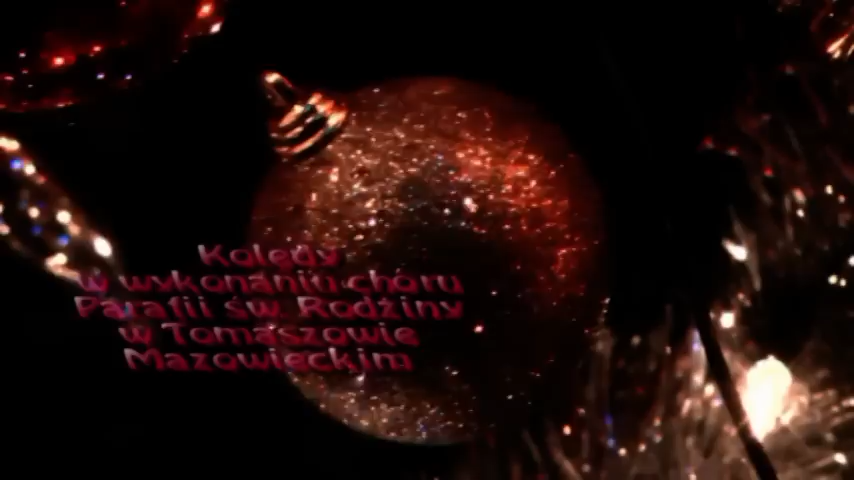 Kolędy
w wykonaniu chóru
Parafii św. Rodziny
w Tomaszowie
Mazowieckim